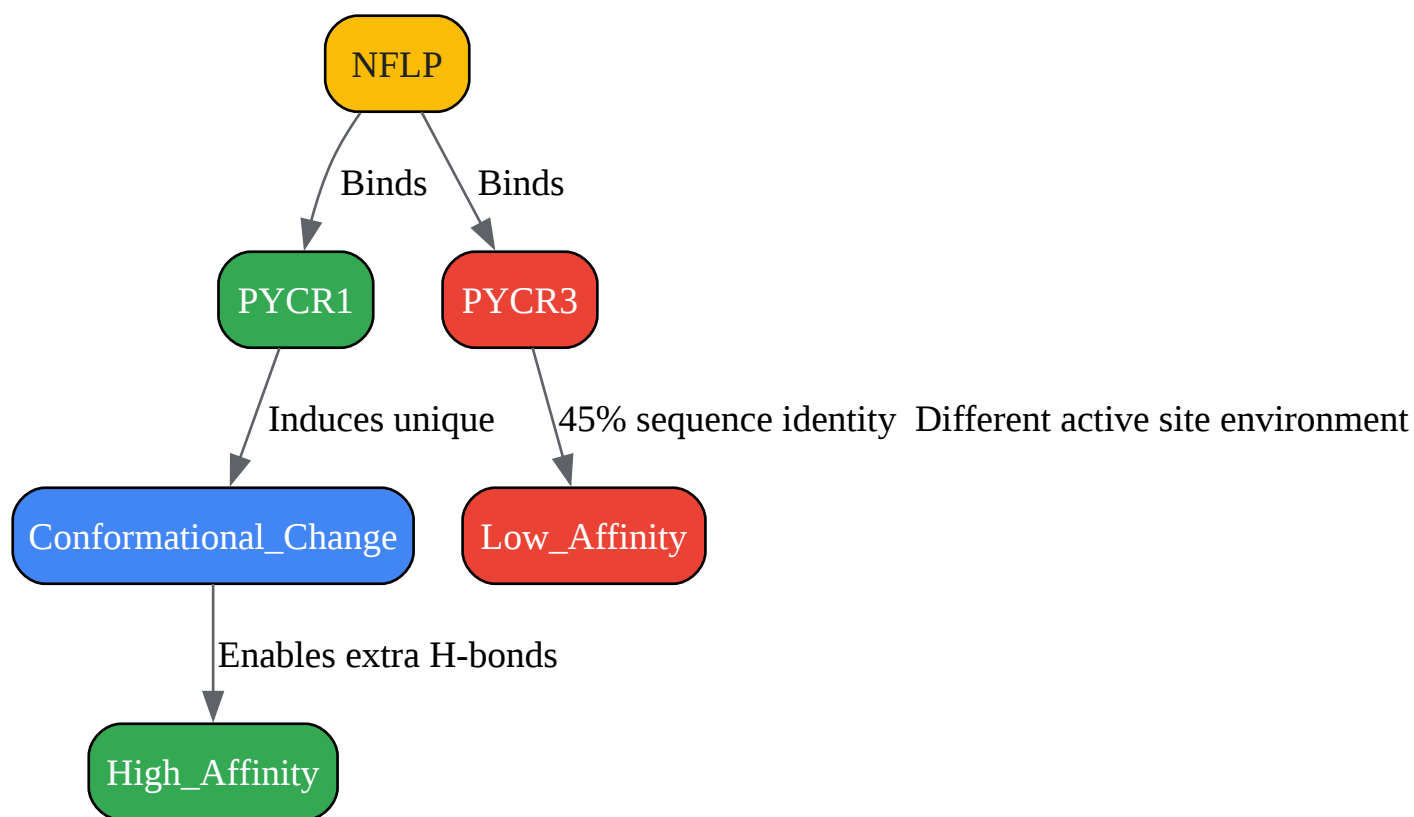 NFLP
Binds
Binds
PYCR1
PYCR3
Induces unique
45% sequence identity  Different active site environment
Conformational_Change
Low_Affinity
Enables extra H-bonds
High_Affinity